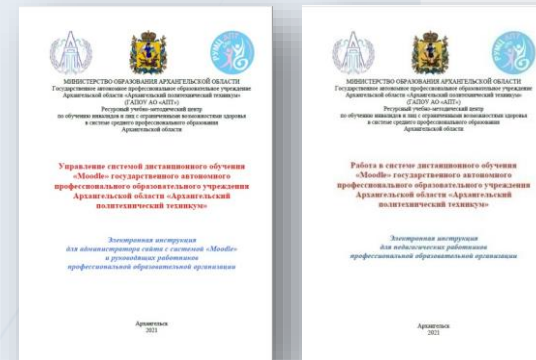 МИНИСТЕРСТВО ОБРАЗОВАНИЯ АРХАНГЕЛЬСКОЙ ОБЛАСТИ
Государственное автономное профессиональное образовательное учреждение
Архангельской области «Архангельский политехнический техникум»
(ГАПОУ АО «АПТ»)
Ресурсный учебно-методический центр
по обучению инвалидов и лиц с ограниченными возможностями здоровья
в системе среднего профессионального образования
Архангельской области
Управление системой дистанционного обучения
«Moodle» государственного автономного
профессионального образовательного учреждения
Архангельской области «Архангельский
политехнический техникум»
Электронная инструкция
для администратора сайта с системой «Moodle»
и руководящих работников
профессиональной образовательной организации
Архангельск
2021
МИНИСТЕРСТВО ОБРАЗОВАНИЯ АРХАНГЕЛЬСКОЙ ОБЛАСТИ
Государственное автономное профессиональное образовательное учреждение
Архангельской области «Архангельский политехнический техникум»
(ГАПОУ АО «АПТ»)
Ресурсный учебно-методический центр
по обучению инвалидов и лиц с ограниченными возможностями здоровья
в системе среднего профессионального образования
Архангельской области
Работа в системе дистанционного обучения
«Moodle» государственного автономного
профессионального образовательного учреждения
Архангельской области «Архангельский
политехнический техникум»
Электронная инструкция
для педагогических работников
профессиональной образовательной организации
Архангельск
2021